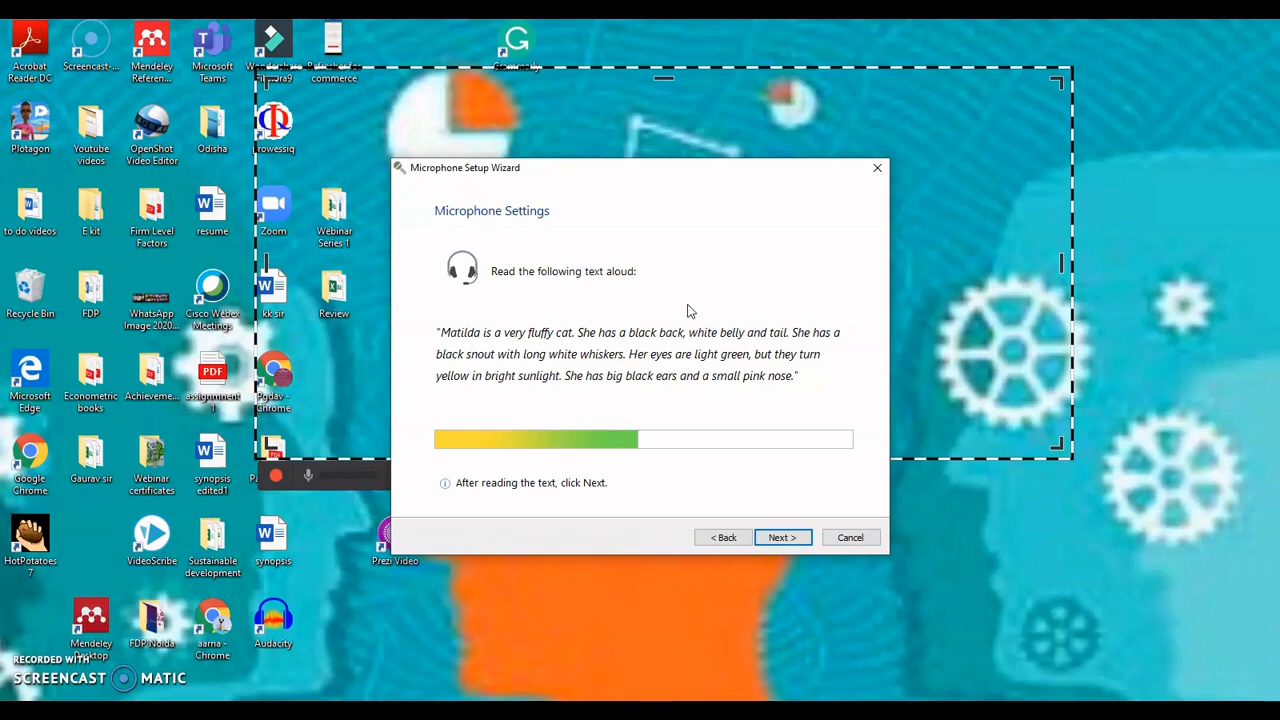 Acrobat
Reader DC
Screencast-...
Mendeley
Referen...
Microsoft
Teams
Wondershare
Filmora9
commerce
Grammarly
Plotagon
Youtube
videos
OpenShot
Video Editor
Odisha
Prowessiq
to do videos
E kit
Firm Level
Factors
resume
Zoom
Webinar
Series 1
Recycle Bin
FDP
WhatsApp
Image 2020...
Cisco Webex
Meetings
kk sir
Review
Microsoft
Edge
Econometric
books
Achieveme...
PDF
assignment
1
Pgdav -
Chrome
Google
Chrome
Gaurav sir
Webinar
certificates
synopsis
edited1
HotPotatoes
7
VideoScribe
Sustainable
development
synopsis
Prezi Video
Mendeley
Desktop
FDP Noida
aarna -
Chrome
Audacity
Microphone Setup Wizard
Microphone Settings
Read the following text aloud:
"Matilda is a very fluffy cat. She has a black back, white belly and tail. She has a
black snout with long white whiskers. Her eyes are light green, but they turn
yellow in bright sunlight. She has big black ears and a small pink nose."
After reading the text, click Next.
< Back
Next >
Cancel
RECORDED WITH
SCREENCAST MATIC